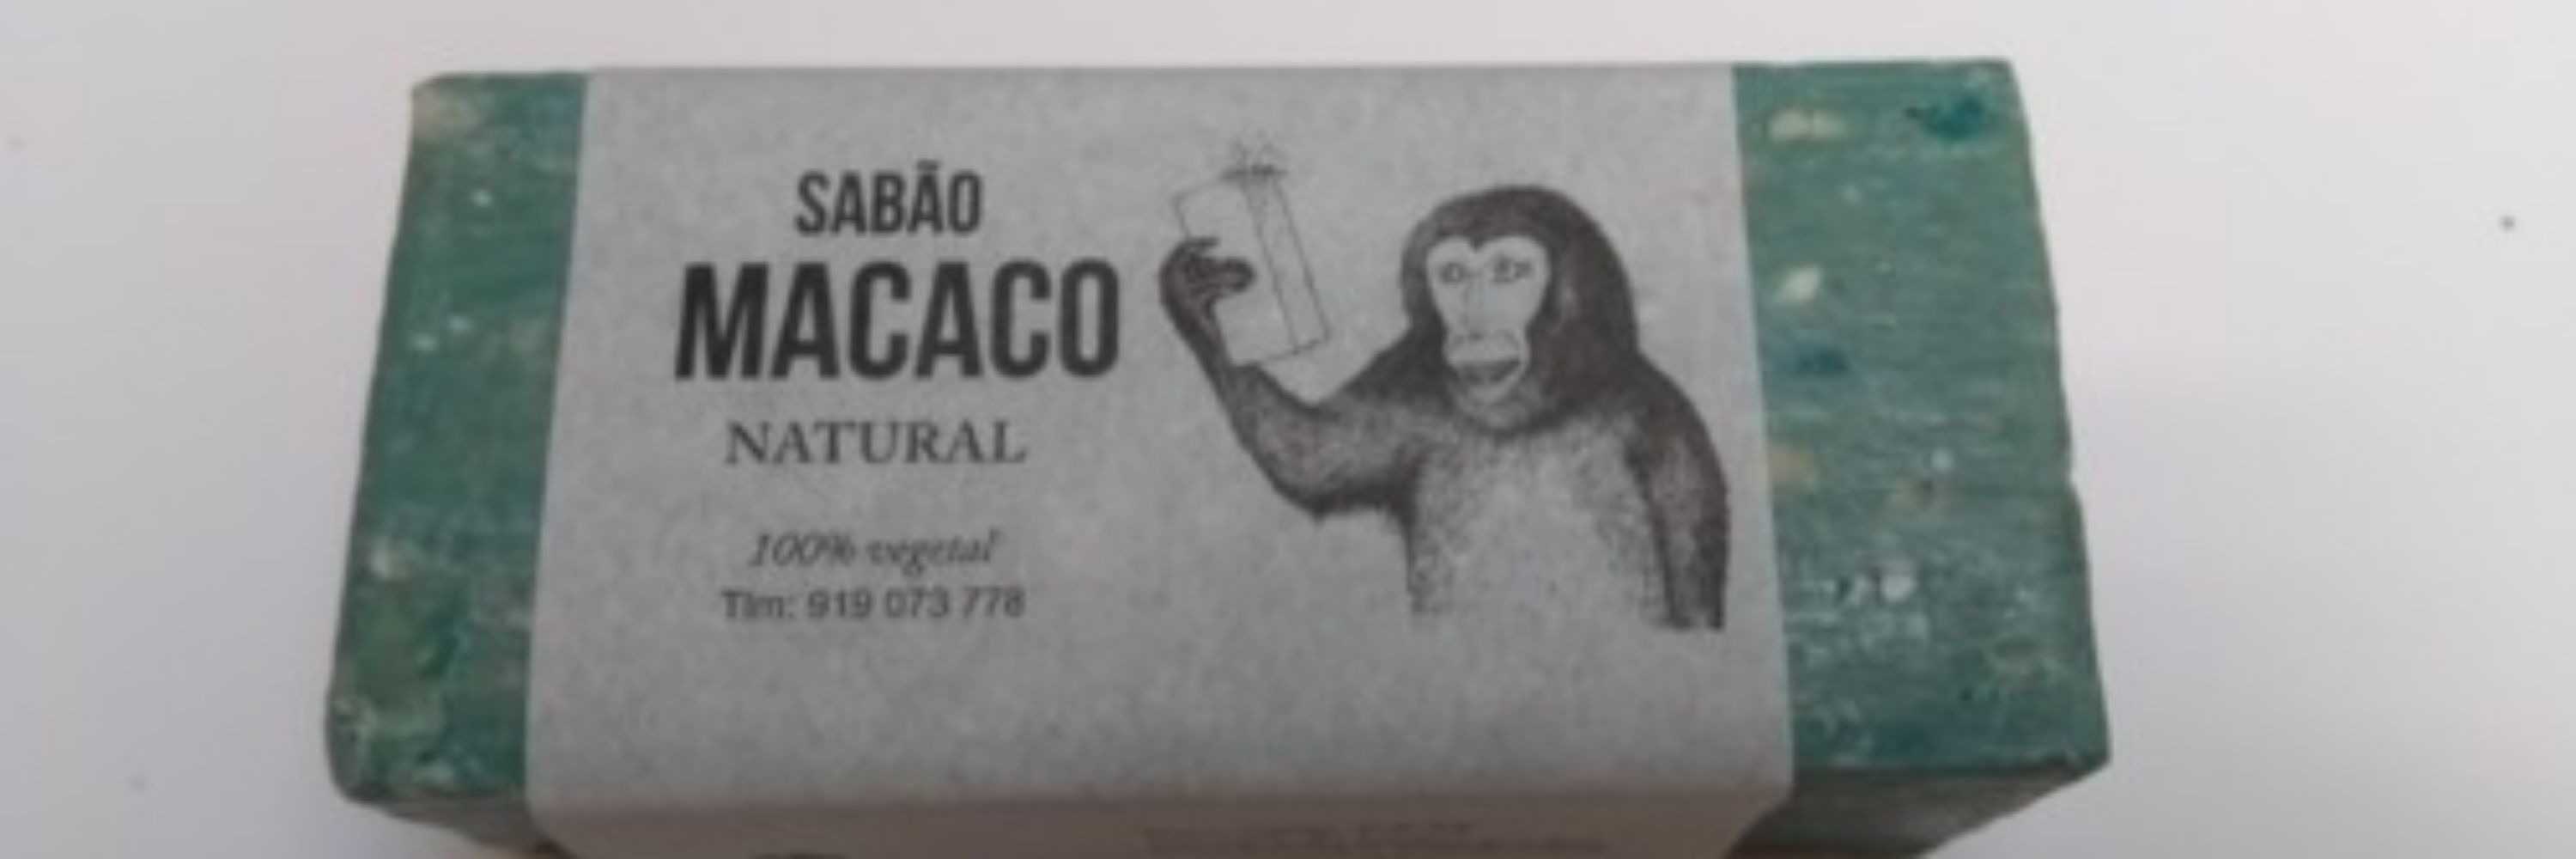 SABÃO
MACACO
NATURAL
100% vegetal
Tlm: 919 073 778